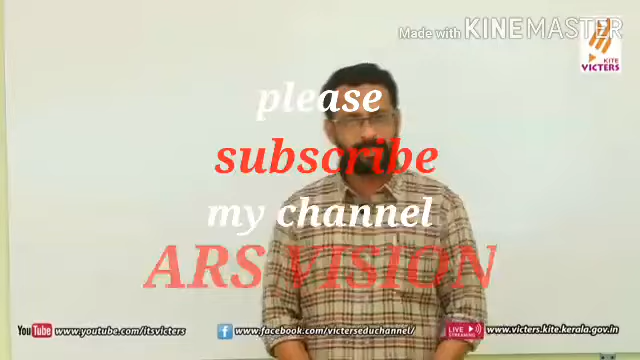 Made with KINEMASTER
KITE
VICTERS
please
subscribe
my channel
ARS VISION
YouTube www.youtube.com/itsvicters
f www.facebook.com/victerseduchannel/
LIVE STREAMING www.victers.kite.kerala.gov.in